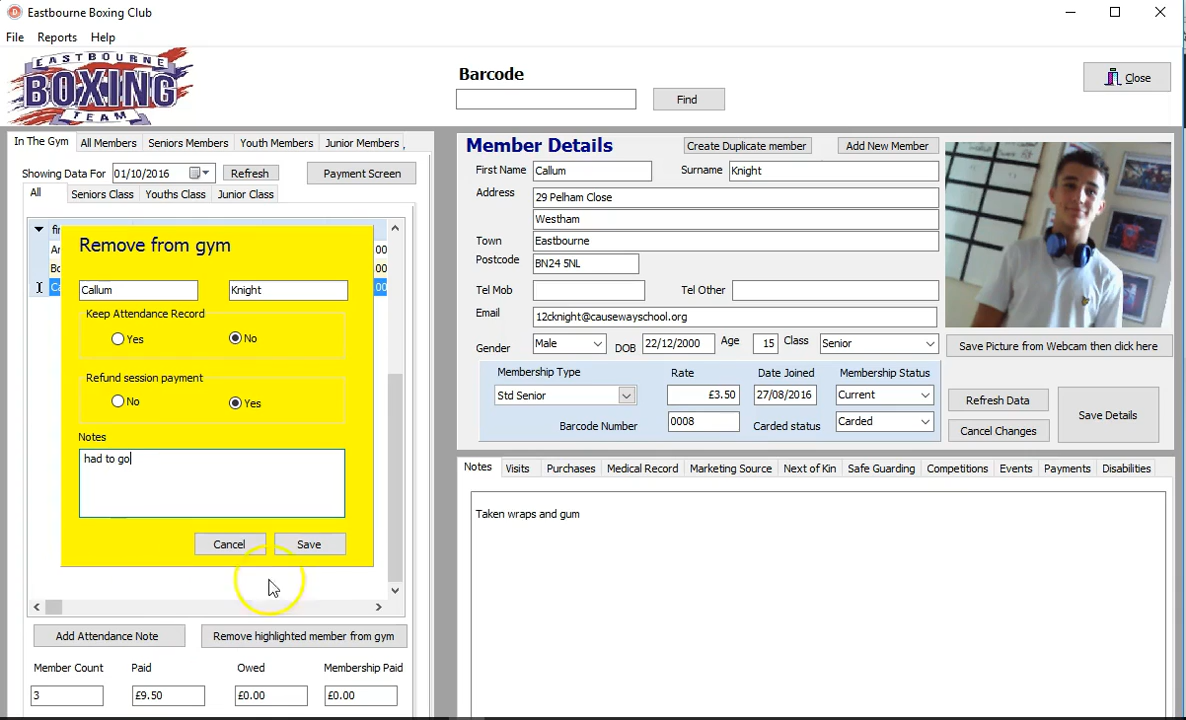 Eastbourne Boxing Club
File Reports Help
EASTBOURNE
BOXING
TEAM
Barcode
Find
Close
In The Gym All Members Seniors Members Youth Members Junior Members
Showing Data For 01/10/2016 Refresh Payment Screen
All Seniors Class Youths Class Junior Class
00
00
00
Remove from gym
Callum Knight
Keep Attendance Record
Yes No
Refund session payment
No Yes
Notes
had to go
Cancel Save
Add Attendance Note Remove highlighted member from gym
Member Count Paid Owed Membership Paid
3 £9.50 £0.00 £0.00
Member Details Create Duplicate member Add New Member
First Name Callum Surname Knight
Address 29 Pelham Close
Westham
Town Eastbourne
Postcode BN24 5NL
Tel Mob Tel Other
Email 12cknight@causewayschool.org
Gender Male DOB 22/12/2000 Age 15 Class Senior
Save Picture from Webcam then click here
Membership Type Rate Date Joined Membership Status
Std Senior £3.50 27/08/2016 Current
Barcode Number 0008 Carded status Carded
Refresh Data
Cancel Changes
Save Details
Notes Visits Purchases Medical Record Marketing Source Next of Kin Safe Guarding Competitions Events Payments Disabilities
Taken wraps and gum